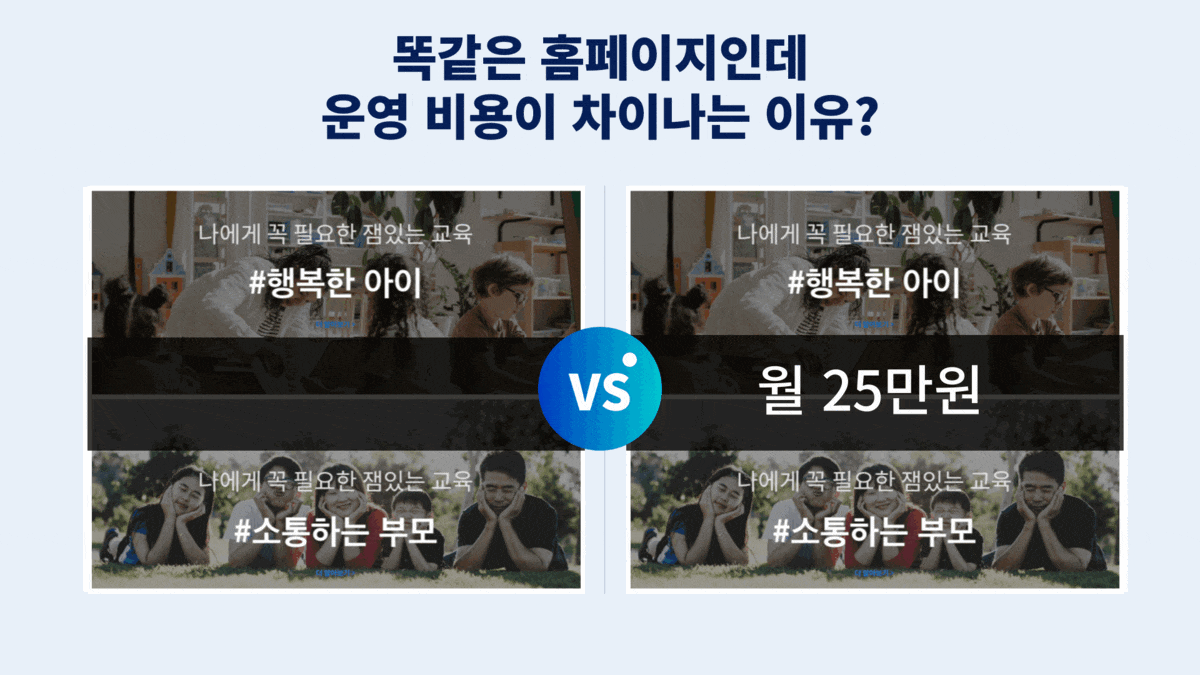 똑같은 홈페이지인데
운영 비용이 차이나는 이유?
나에게 꼭 필요한 잼있는 교육
#행복한 아이
나에게 꼭 필요한 잼있는 교육
#소통하는 부모
VS
나에게 꼭 필요한 잼있는 교육
#행복한 아이
월 25만원
나에게 꼭 필요한 잼있는 교육
#소통하는 부모